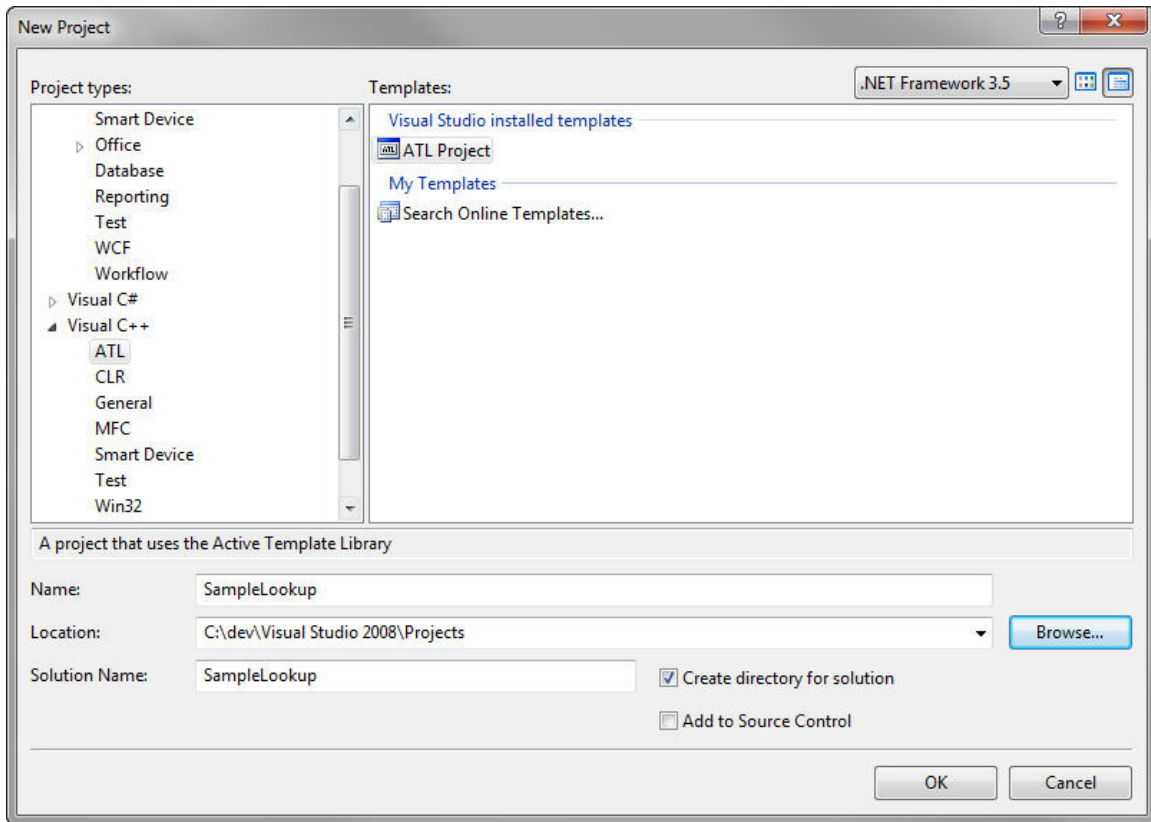 New Project
Project types:
Templates:
.NET Framework 3.5
Smart Device
Office
Database
Reporting
Test
WCF
Workflow
Visual C#
Visual C++
ATL
CLR
General
MFC
Smart Device
Test
Win32
Visual Studio installed templates
ATL Project
My Templates
Search Online Templates...
A project that uses the Active Template Library
Name:
SampleLookup
Location:
C:\dev\Visual Studio 2008\Projects
Browse...
Solution Name:
SampleLookup
Create directory for solution
Add to Source Control
OK
Cancel